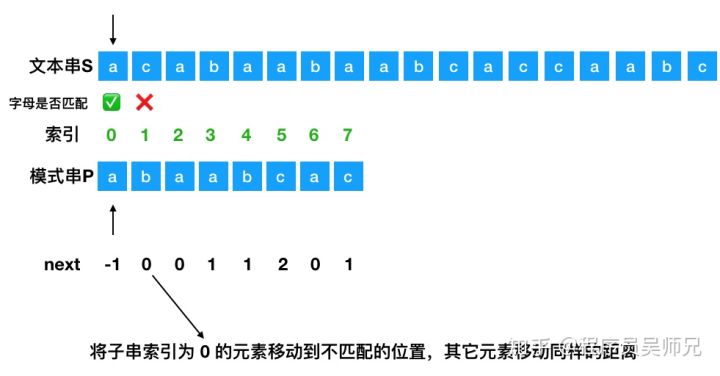 文本串S a c a b a a b a a b c a c c a a b c
字母是否匹配
索引 0 1 2 3 4 5 6 7
模式串P a b a a b c a c
next -1 0 0 1 1 2 0 1
将子串索引为 0 的元素移动到不匹配的位置，其它元素移动同样的距离
知乎 @程序员吴师兄